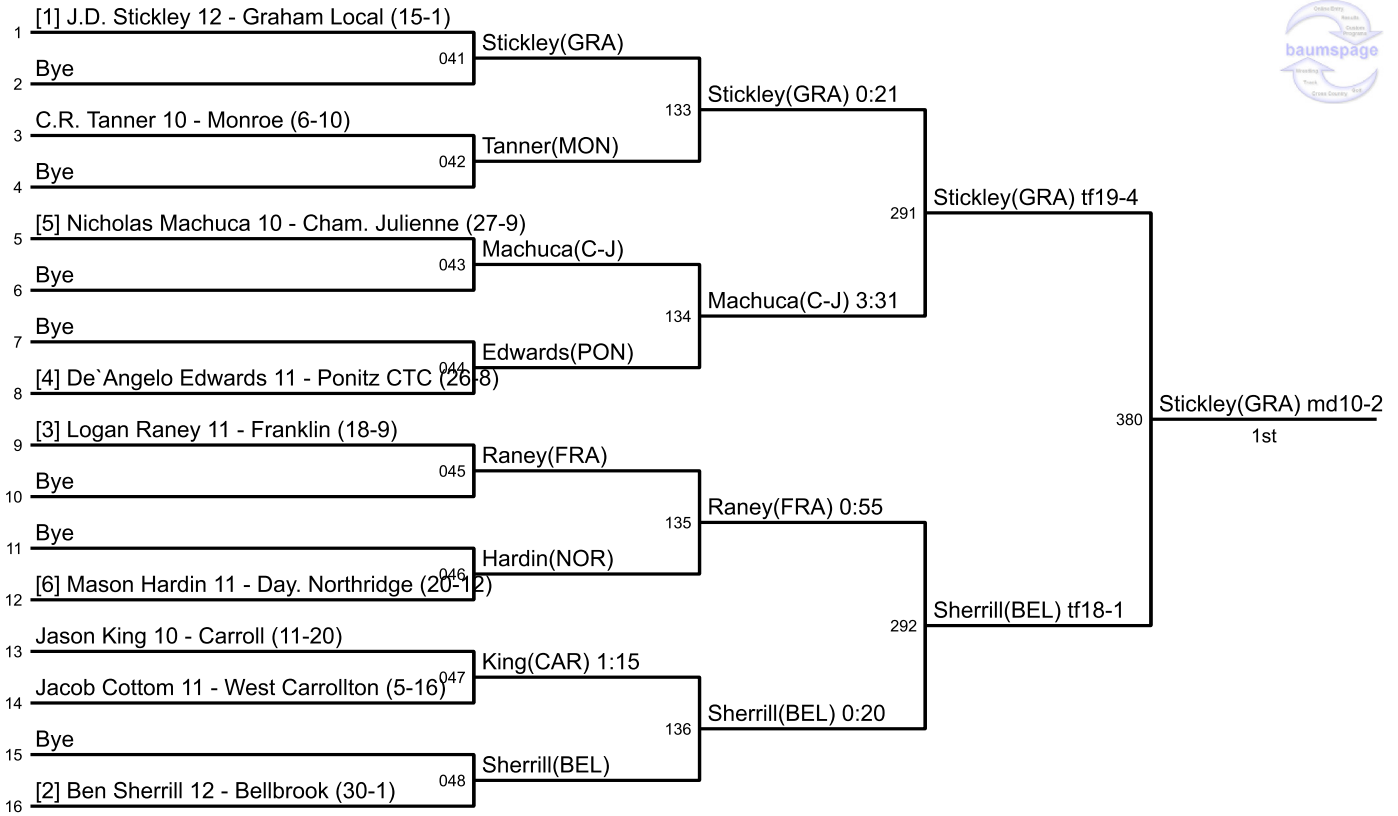 [1] J.D. Stickley 12 - Graham Local (15-1)
1
Bye
2
041
Stickley(GRA)
C.R. Tanner 10 - Monroe (6-10)
3
Bye
4
042
Tanner(MON)
133
Stickley(GRA) 0:21
[5] Nicholas Machuca 10 - Cham. Julienne (27-9)
5
Bye
6
043
Machuca(C-J)
Bye
7
[4] De`Angelo Edwards 11 - Ponitz CTC (26-8)
8
044
Edwards(PON)
134
Machuca(C-J) 3:31
291
Stickley(GRA) tf19-4
[3] Logan Raney 11 - Franklin (18-9)
9
Bye
10
045
Raney(FRA)
Bye
11
[6] Mason Hardin 11 - Day. Northridge (20-12)
12
046
Hardin(NOR)
135
Raney(FRA) 0:55
Jason King 10 - Carroll (11-20)
13
Jacob Cottom 11 - West Carrollton (5-16)
14
047
King(CAR) 1:15
Bye
15
[2] Ben Sherrill 12 - Bellbrook (30-1)
16
048
Sherrill(BEL)
136
Sherrill(BEL) 0:20
292
Sherrill(BEL) tf18-1
380
Stickley(GRA) md10-2
1st
Online Entry
Results
baumspage
Wrestling
Track
Cross Country